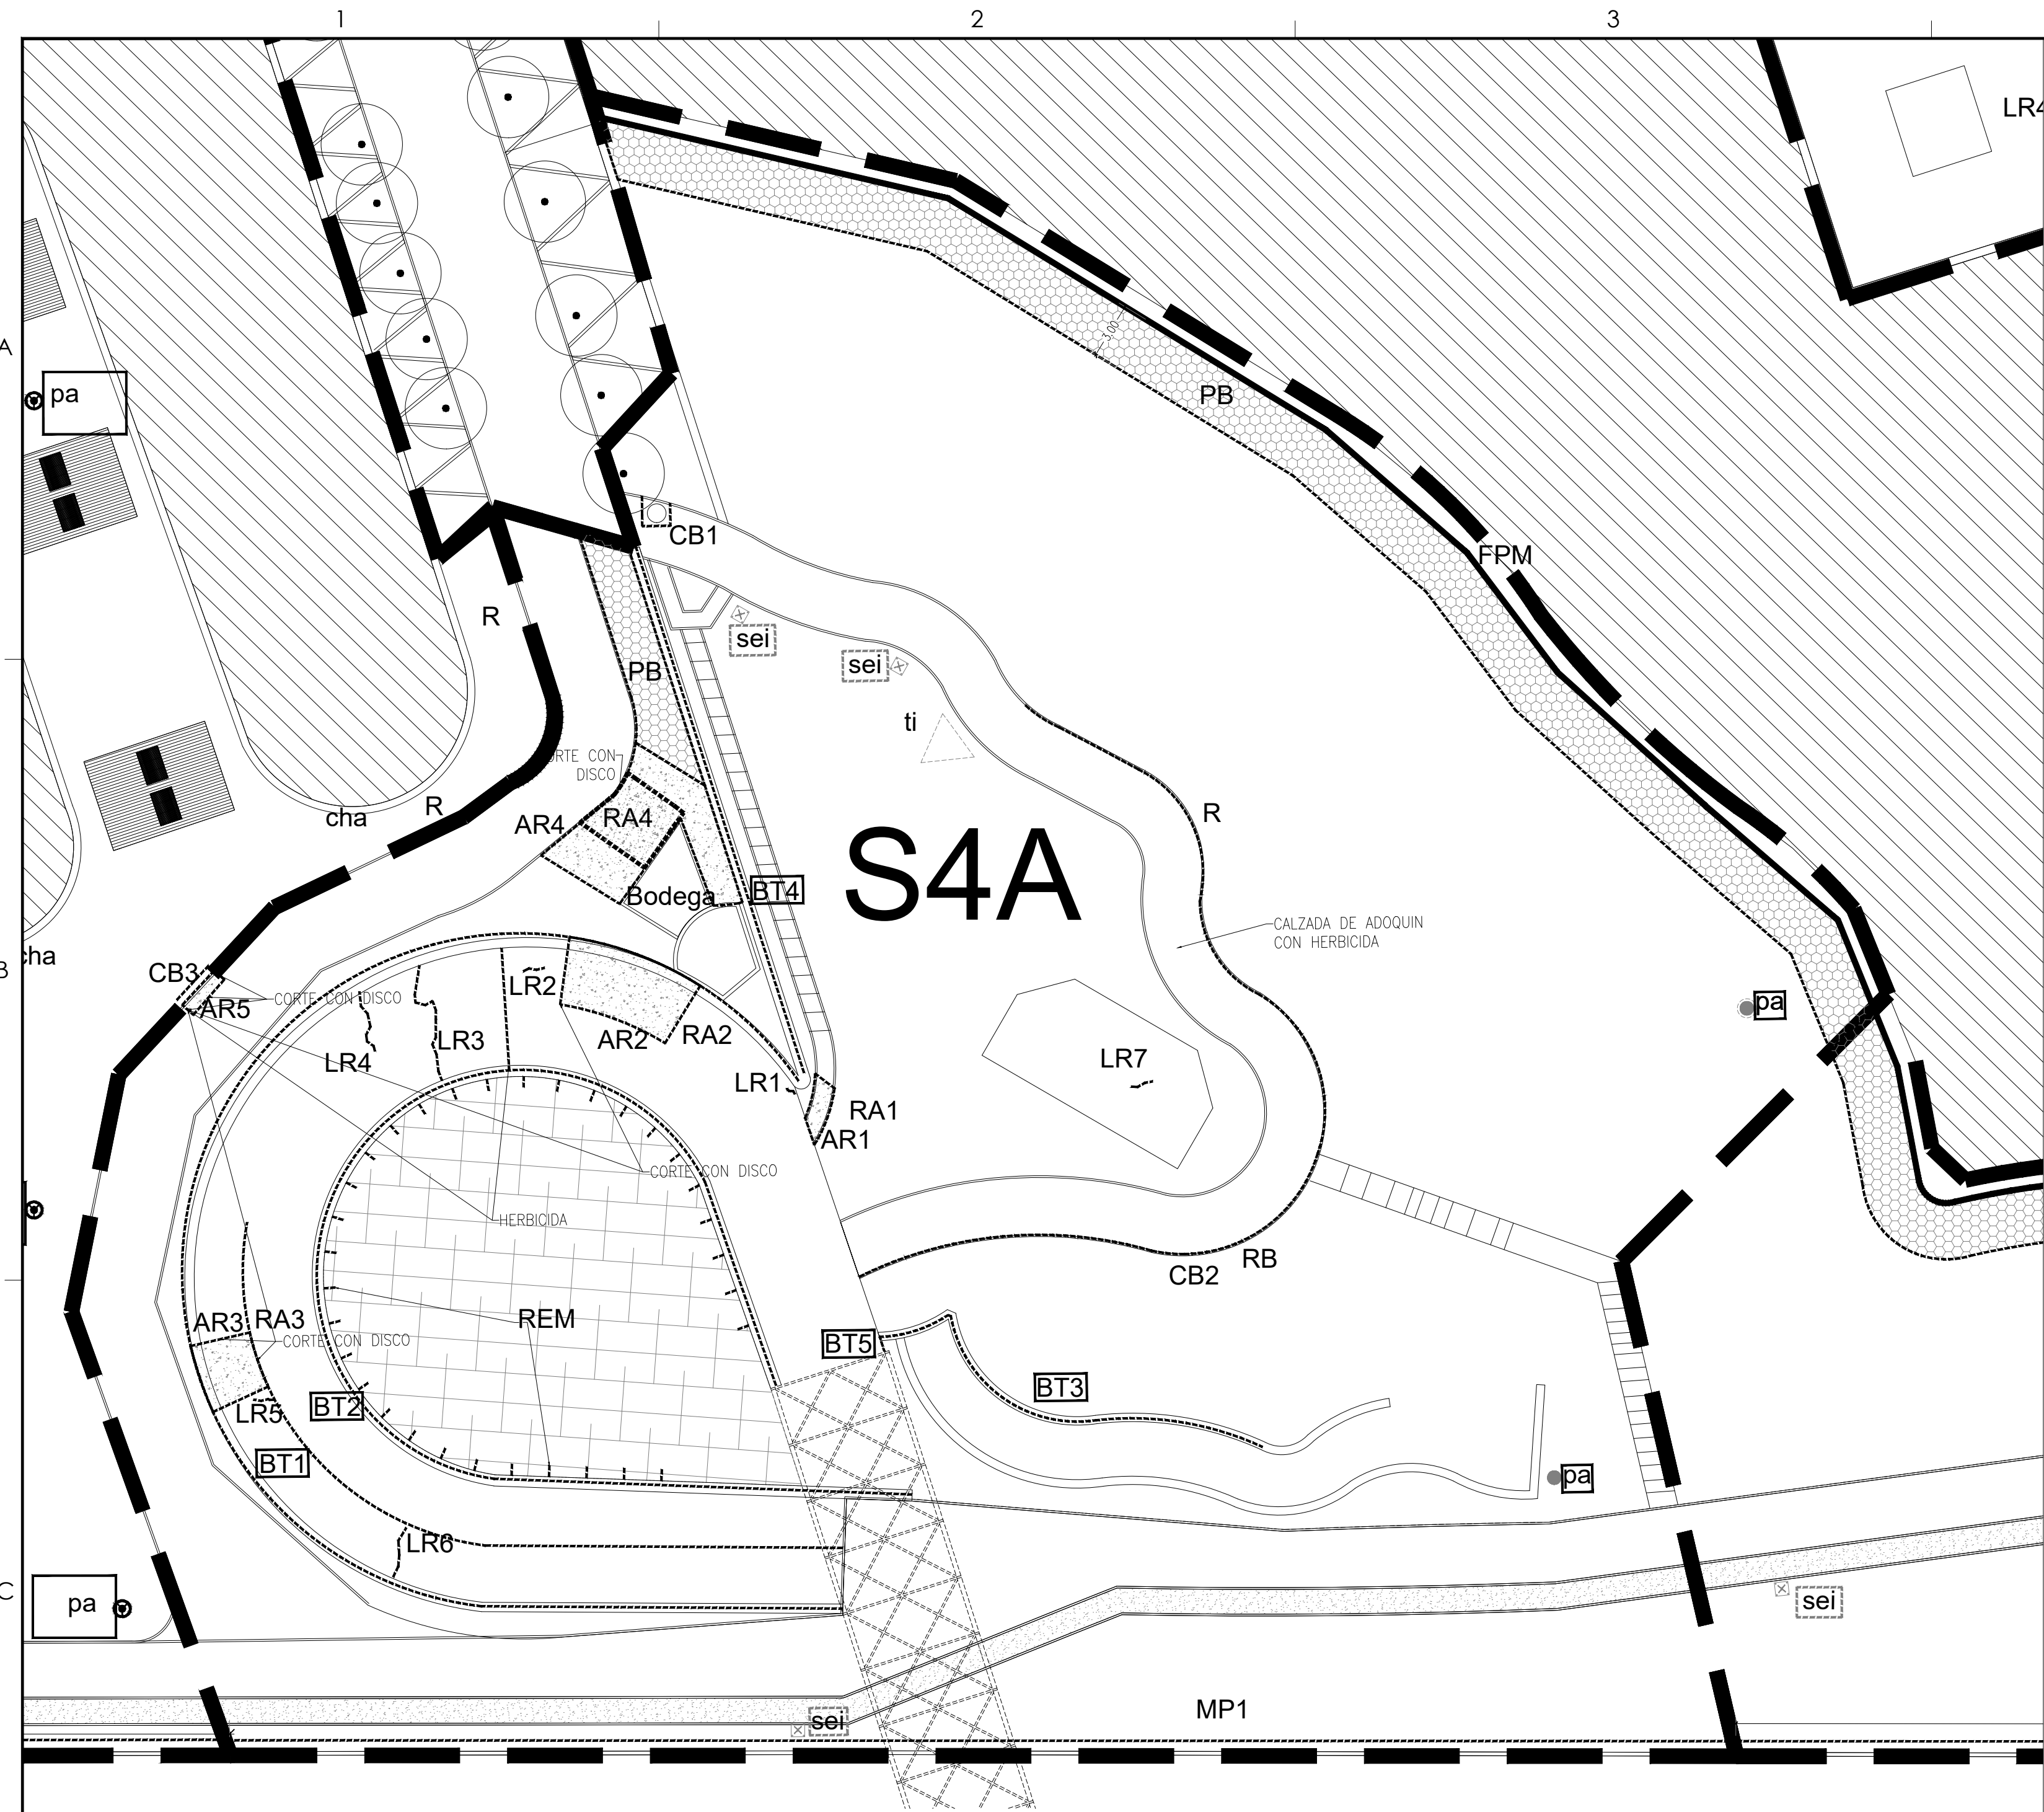 1
2
3
LR4
A
pa
PB
3.00
CB1
FPM
R
sei
sei
PB
ti
CORTE CON
DISCO
R
cha
R
AR4
RA4
Bodega
BT4
S4A
CALZADA DE ADOQUIN
CON HERBICIDA
cha
B
CB3
AR5
CORTE CON DISCO
LR2
LR3
LR4
AR2
RA2
LR1
RA1
AR1
LR7
pa
CORTE CON DISCO
HERBICIDA
RB
CB2
AR3
RA3
CORTE CON DISCO
REM
BT5
BT3
LR5
BT2
BT1
pa
LR6
C
pa
sei
MP1
sei